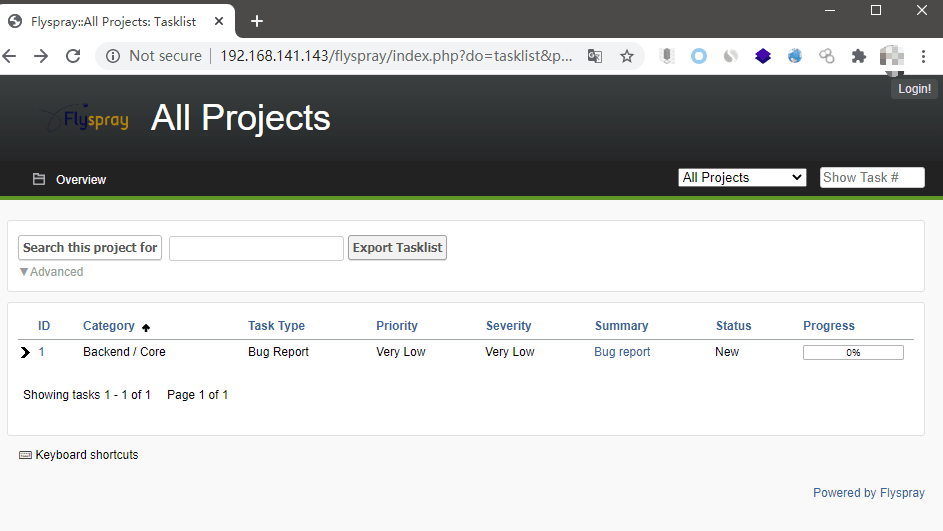 Flyspray::All Projects: Tasklist
Not secure 192.168.141.143/flyspray/index.php?do=tasklist&p...
Login!
Flyspray All Projects
Overview All Projects Show Task #
Search this project for Export Tasklist
▼Advanced
ID Category Task Type Priority Severity Summary Status Progress
1 Backend / Core Bug Report Very Low Very Low Bug report New 0%
Showing tasks 1 - 1 of 1 Page 1 of 1
Keyboard shortcuts
Powered by Flyspray